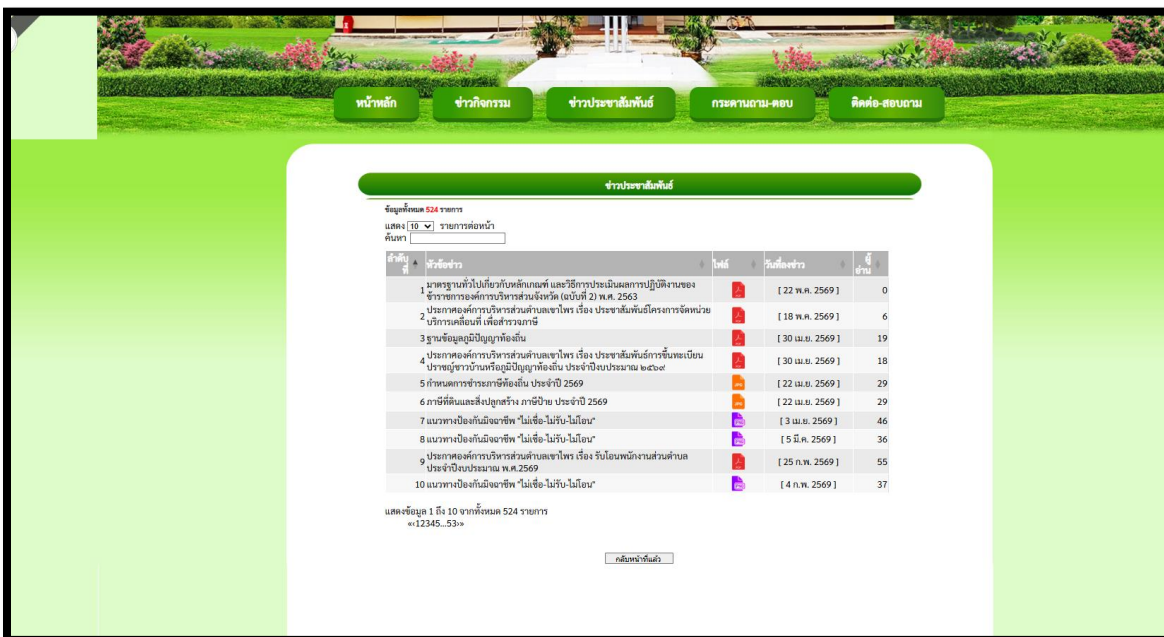 หน้าหลัก ข่าวกิจกรรม ข่าวประชาสัมพันธ์ กระดานถาม-ตอบ ติดต่อ-สอบถาม
ข่าวประชาสัมพันธ์
ข้อมูลทั้งหมด 524 รายการ
แสดง 10 รายการต่อหน้า
ค้นหา
ลำดับที่ หัวข้อข่าว ไฟล์ วันที่ลงข่าว ผู้อ่าน
1 มาตรฐานทั่วไปเกี่ยวกับหลักเกณฑ์ และวิธีการประเมินผลการปฏิบัติงานของ
ข้าราชการองค์การบริหารส่วนจังหวัด (ฉบับที่ 2) พ.ศ. 2563 [ 22 พ.ค. 2569 ] 0
2 ประกาศองค์การบริหารส่วนตำบลเขาไพร เรื่อง ประชาสัมพันธ์โครงการจัดหน่วย
บริการเคลื่อนที่ เพื่อสำรวจภาษี [ 18 พ.ค. 2569 ] 6
3 ฐานข้อมูลภูมิปัญญาท้องถิ่น [ 30 เม.ย. 2569 ] 19
4 ประกาศองค์การบริหารส่วนตำบลเขาไพร เรื่อง ประชาสัมพันธ์การขึ้นทะเบียน
ปราชญ์ชาวบ้านหรือภูมิปัญญาท้องถิ่น ประจำปีงบประมาณ ๒๕๖๙ [ 30 เม.ย. 2569 ] 18
5 กำหนดการชำระภาษีท้องถิ่น ประจำปี 2569 [ 22 เม.ย. 2569 ] 29
6 ภาษีที่ดินและสิ่งปลูกสร้าง ภาษีป้าย ประจำปี 2569 [ 22 เม.ย. 2569 ] 29
7 แนวทางป้องกันมิจฉาชีพ "ไม่เชื่อ-ไม่รับ-ไม่โอน" [ 3 เม.ย. 2569 ] 46
8 แนวทางป้องกันมิจฉาชีพ "ไม่เชื่อ-ไม่รับ-ไม่โอน" [ 5 มี.ค. 2569 ] 36
9 ประกาศองค์การบริหารส่วนตำบลเขาไพร เรื่อง รับโอนพนักงานส่วนตำบล
ประจำปีงบประมาณ พ.ศ.2569 [ 25 ก.พ. 2569 ] 55
10 แนวทางป้องกันมิจฉาชีพ "ไม่เชื่อ-ไม่รับ-ไม่โอน" [ 4 ก.พ. 2569 ] 37
แสดงข้อมูล 1 ถึง 10 จากทั้งหมด 524 รายการ
«‹12345...53›»
กลับหน้าที่แล้ว